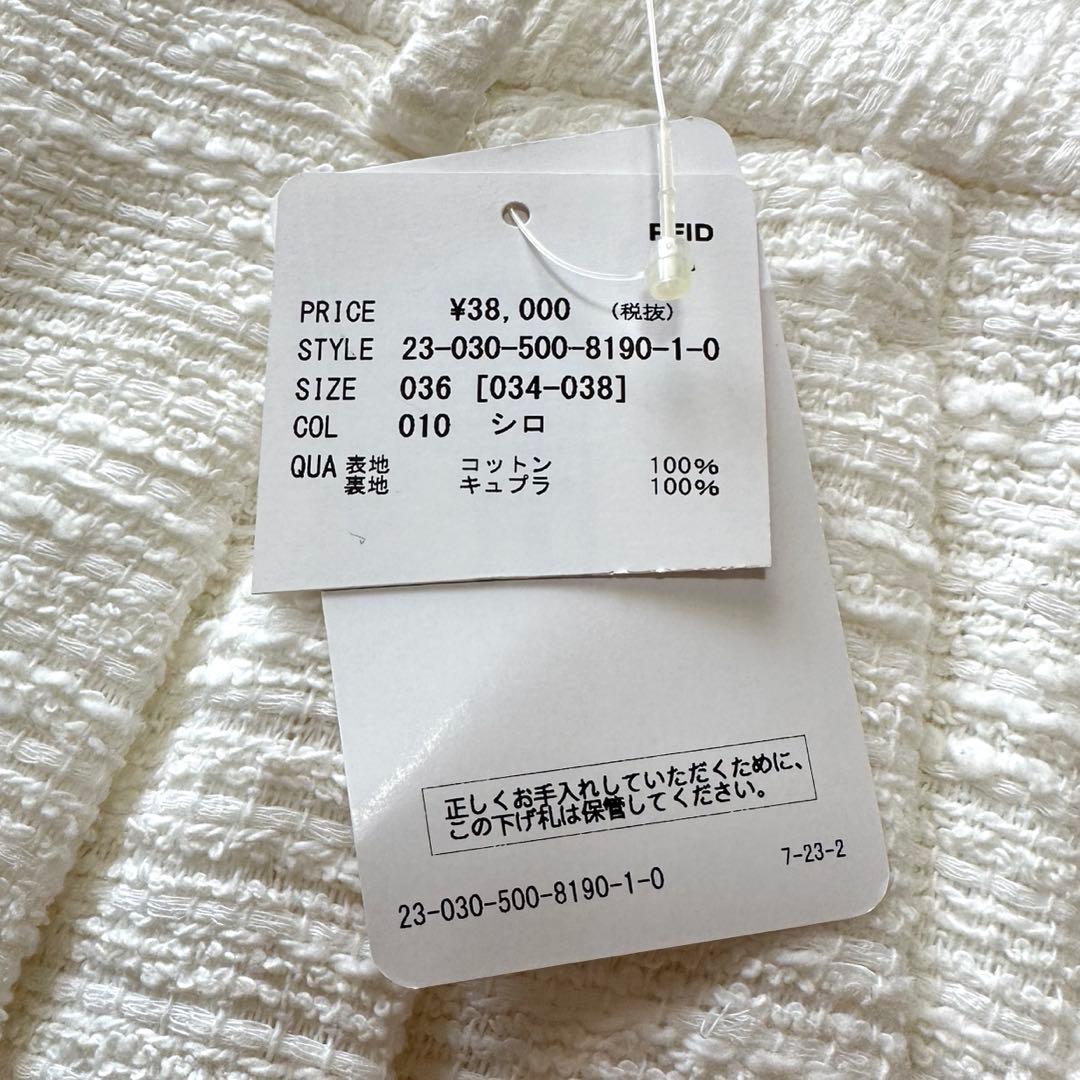 RFID
PRICE ¥38,000 (税抜)
STYLE 23-030-500-8190-1-0
SIZE 036 [034-038]
COL 010 シロ
QUA 表地 コットン 100%
裏地 キュプラ 100%
正しくお手入れしていただくために、
この下げ札は保管してください。
7-23-2
23-030-500-8190-1-0